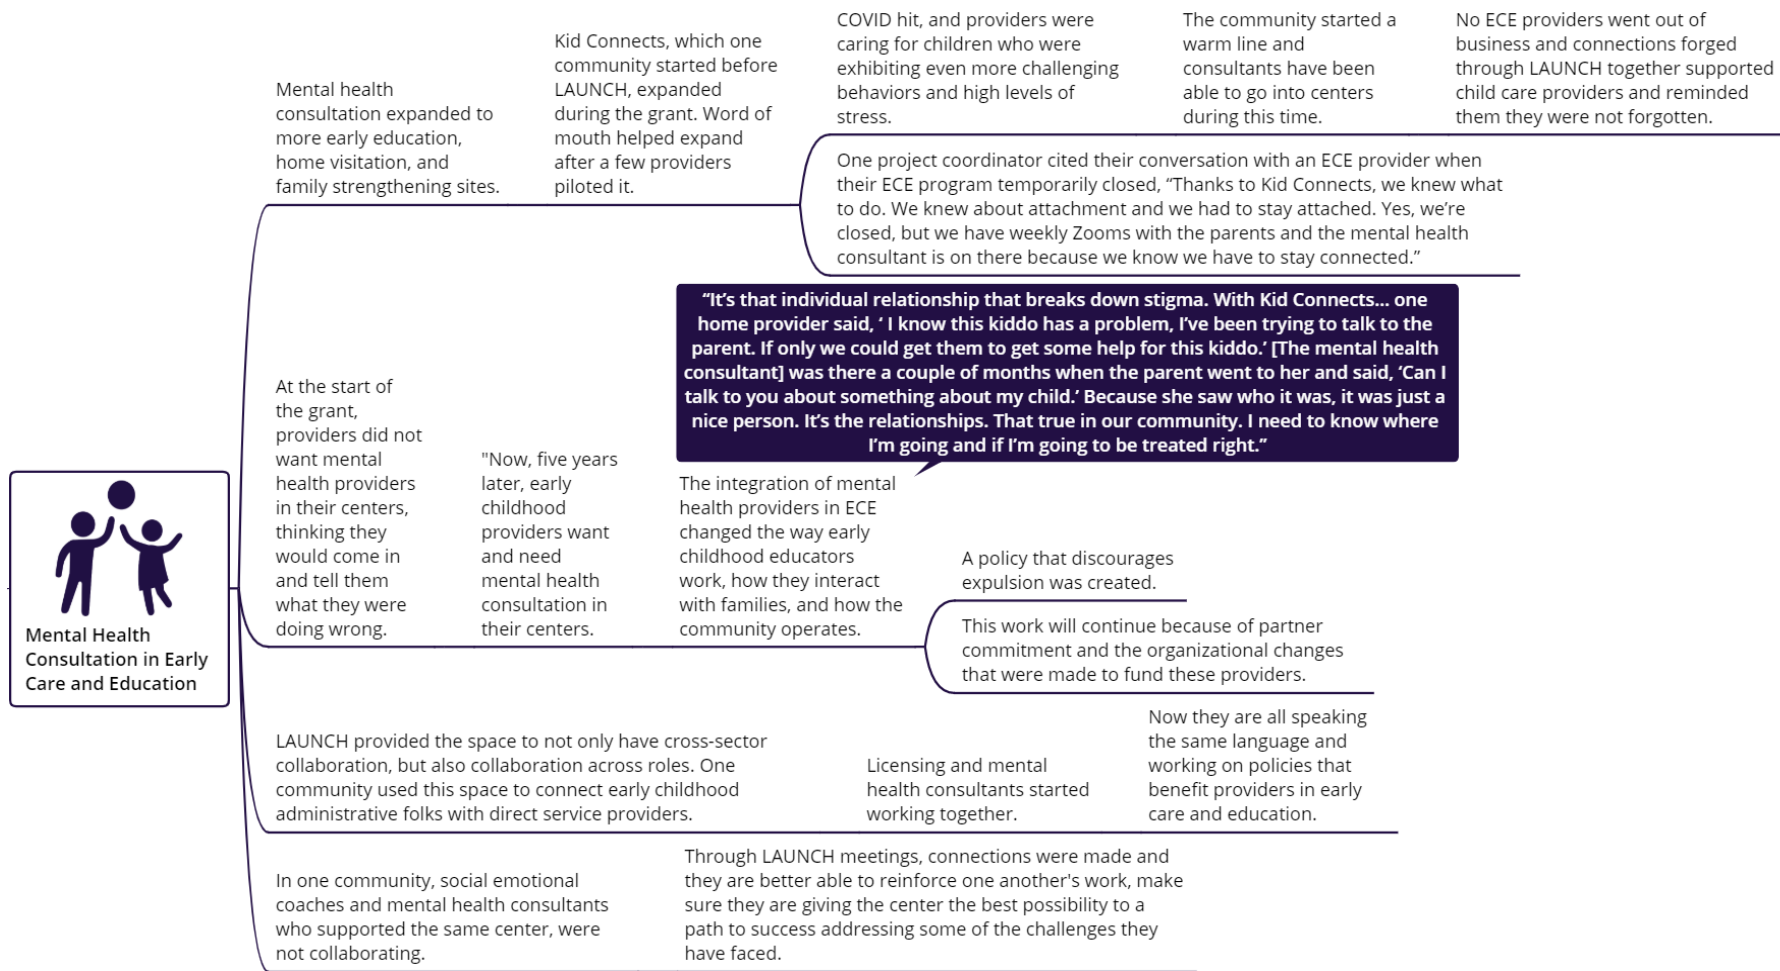 Mental Health
Consultation in Early
Care and Education
Mental health
consultation expanded to
more early education,
home visitation, and
family strengthening sites.
Kid Connects, which one
community started before
LAUNCH, expanded
during the grant. Word of
mouth helped expand
after a few providers
piloted it.
COVID hit, and providers were
caring for children who were
exhibiting even more challenging
behaviors and high levels of
stress.
The community started a
warm line and
consultants have been
able to go into centers
during this time.
No ECE providers went out of
business and connections forged
through LAUNCH together supported
child care providers and reminded
them they were not forgotten.
One project coordinator cited their conversation with an ECE provider when
their ECE program temporarily closed, “Thanks to Kid Connects, we knew what
to do. We knew about attachment and we had to stay attached. Yes, we’re
closed, but we have weekly Zooms with the parents and the mental health
consultant is on there because we know we have to stay connected.”
At the start of
the grant,
providers did not
want mental
health providers
in their centers,
thinking they
would come in
and tell them
what they were
doing wrong.
"Now, five years
later, early
childhood
providers want
and need
mental health
consultation in
their centers.
“It’s that individual relationship that breaks down stigma. With Kid Connects... one
home provider said, ‘ I know this kiddo has a problem, I’ve been trying to talk to the
parent. If only we could get them to get some help for this kiddo.’ [The mental health
consultant] was there a couple of months when the parent went to her and said, ‘Can I
talk to you about something about my child.’ Because she saw who it was, it was just a
nice person. It’s the relationships. That true in our community. I need to know where
I’m going and if I’m going to be treated right.”
The integration of mental
health providers in ECE
changed the way early
childhood educators
work, how they interact
with families, and how the
community operates.
A policy that discourages
expulsion was created.
This work will continue because of partner
commitment and the organizational changes
that were made to fund these providers.
LAUNCH provided the space to not only have cross-sector
collaboration, but also collaboration across roles. One
community used this space to connect early childhood
administrative folks with direct service providers.
Licensing and mental
health consultants started
working together.
Now they are all speaking
the same language and
working on policies that
benefit providers in early
care and education.
In one community, social emotional
coaches and mental health consultants
who supported the same center, were
not collaborating.
Through LAUNCH meetings, connections were made and
they are better able to reinforce one another's work, make
sure they are giving the center the best possibility to a
path to success addressing some of the challenges they
have faced.